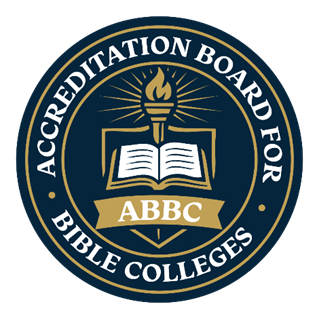 ACCREDITATION BOARD FOR
ABBC
BIBLE COLLEGES